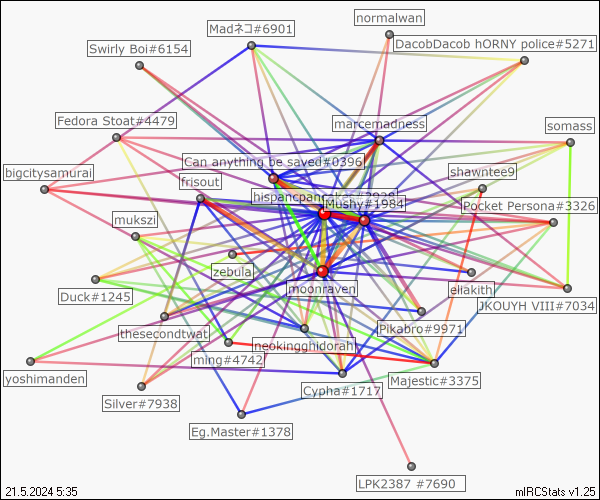 normalwan
Madネコ#6901
DacobDacob hORNY police#5271
Swirly Boi#6154
Fedora Stoat#4479
marcemadness
somass
Can anything be saved#0396
bigcitysamurai
frisout
shawntee9
Mushy#1984
Pocket Persona#3326
mukszi
zebula
eliakith
moonraven
Duck#1245
JKOUYH VIII#7034
thesecondtwat
Pikabro#9971
neokingghidorah
ming#4742
yoshimanden
Majestic#3375
Cypha#1717
Silver#7938
Eg.Master#1378
LPK2387 #7690
21.5.2024 5:35
mIRCStats v1.25